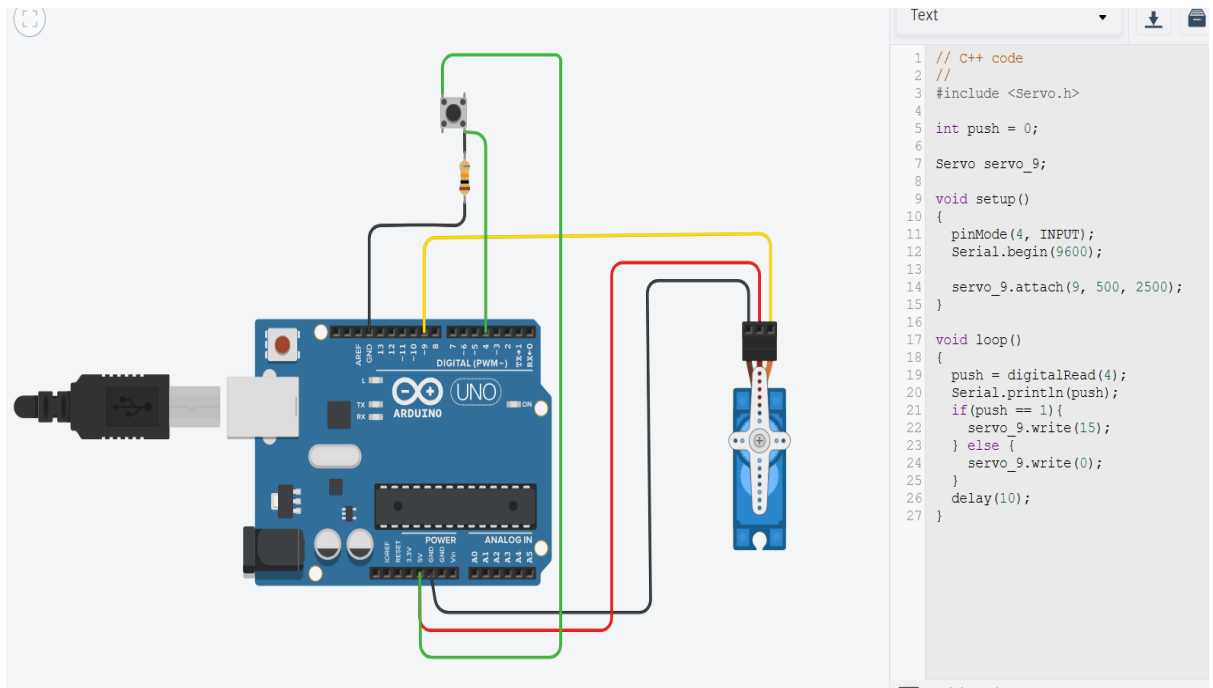 Text
1 // C++ code
2 //
3 #include <Servo.h>
4
5 int push = 0;
6
7 Servo servo_9;
8
9 void setup()
10 {
11 pinMode(4, INPUT);
12 Serial.begin(9600);
13
14 servo_9.attach(9, 500, 2500);
15 }
16
17 void loop()
18 {
19 push = digitalRead(4);
20 Serial.println(push);
21 if(push == 1){
22 servo_9.write(15);
23 } else {
24 servo_9.write(0);
25 }
26 delay(10);
27 }
AREF
GND
13
12
~11
~10
~9
8
7
~6
~5
4
~3
2
TX→1
RX←0
DIGITAL (PWM~)
L
TX
RX
UNO
ON
ARDUINO
POWER
ANALOG IN
IOREF
RESET
3.3V
5V
GND
GND
Vin
A0
A1
A2
A3
A4
A5